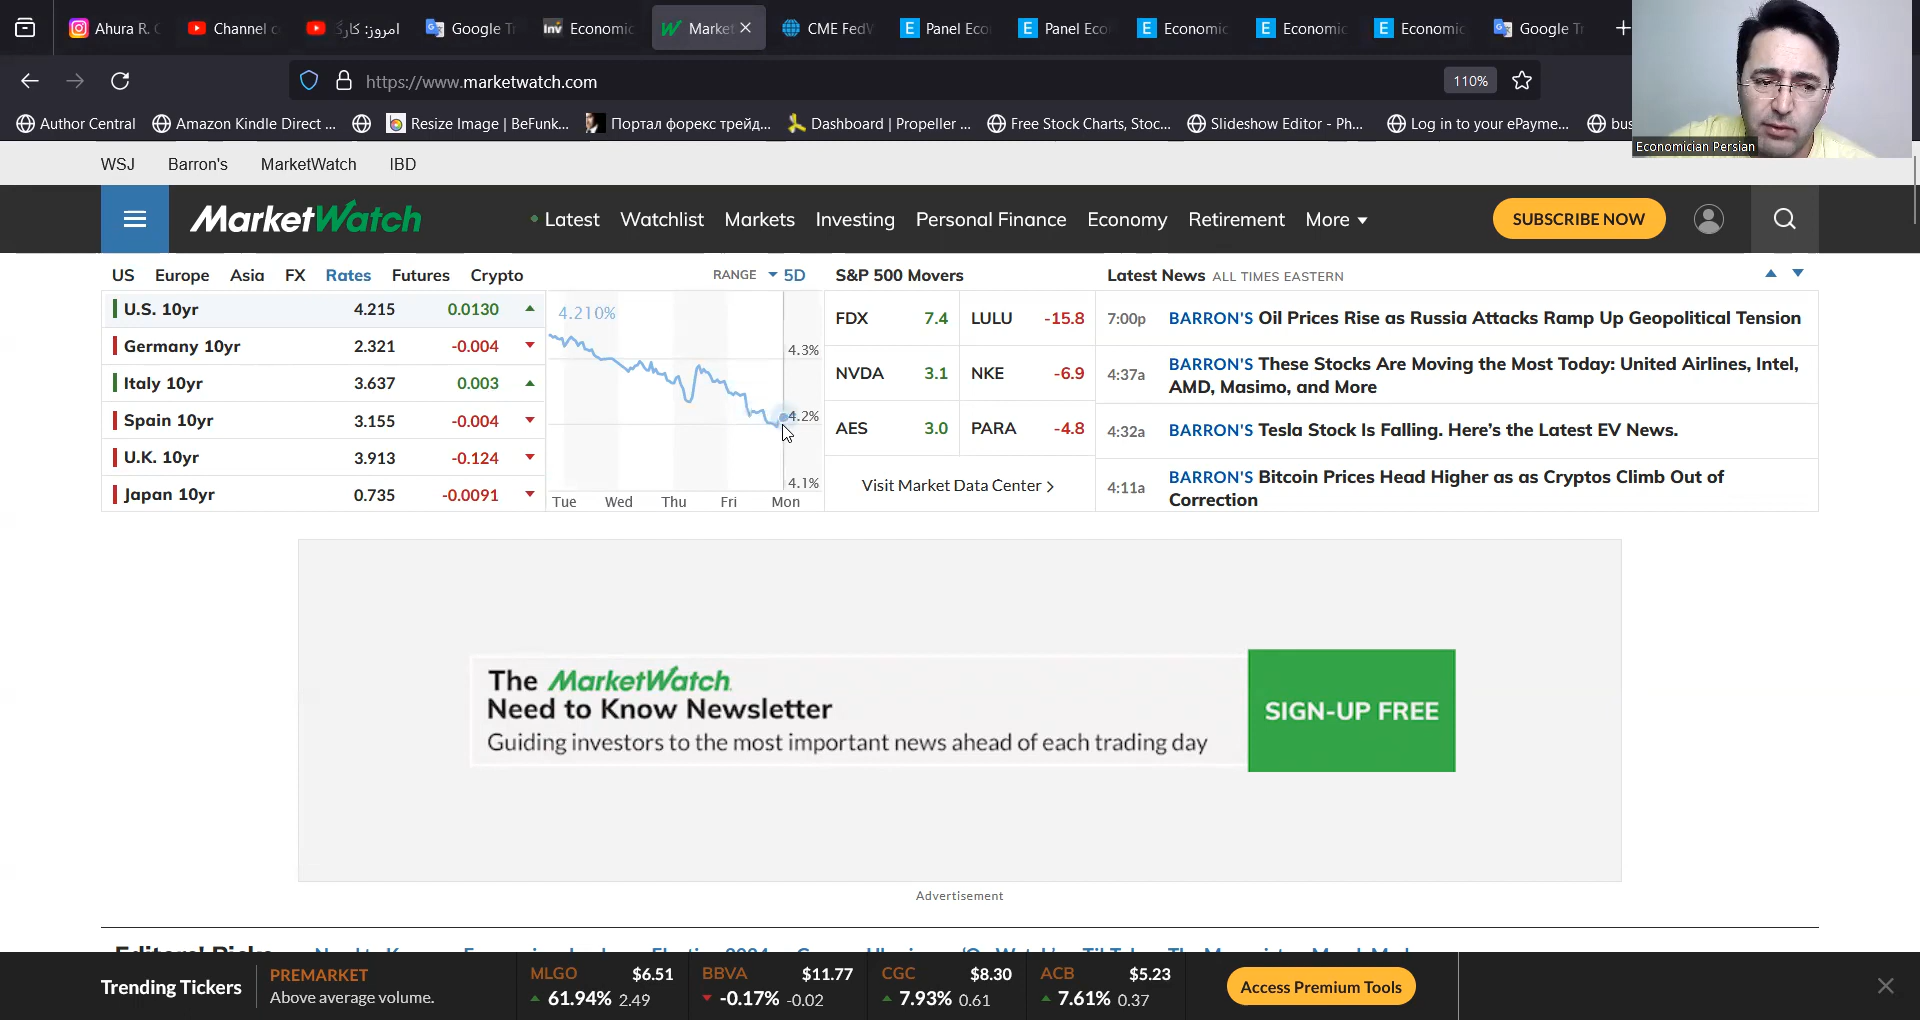 Ahura R. C
Channel c
امروز: کارگ
Google Tr
Economic
Market
CME FedW
Panel Eco
Panel Eco
Economic
Economic
Economic
Google Tr
https://www.marketwatch.com
110%
Author Central
Amazon Kindle Direct ...
Resize Image | BeFunk...
Портал форекс трейд...
Dashboard | Propeller ...
Free Stock Charts, Stoc...
Slideshow Editor - Ph...
Log in to your ePayme...
bus
Economician Persian
WSJ Barron's MarketWatch IBD
MarketWatch
Latest Watchlist Markets Investing Personal Finance Economy Retirement More
SUBSCRIBE NOW
US Europe Asia FX Rates Futures Crypto
RANGE 5D
U.S. 10yr 4.215 0.0130
Germany 10yr 2.321 -0.004
Italy 10yr 3.637 0.003
Spain 10yr 3.155 -0.004
U.K. 10yr 3.913 -0.124
Japan 10yr 0.735 -0.0091
4.210%
4.3%
4.2%
4.1%
Tue Wed Thu Fri Mon
S&P 500 Movers
FDX 7.4 LULU -15.8
NVDA 3.1 NKE -6.9
AES 3.0 PARA -4.8
Visit Market Data Center
Latest News ALL TIMES EASTERN
7:00p BARRON'S Oil Prices Rise as Russia Attacks Ramp Up Geopolitical Tension
4:37a BARRON'S These Stocks Are Moving the Most Today: United Airlines, Intel,
AMD, Masimo, and More
4:32a BARRON'S Tesla Stock Is Falling. Here's the Latest EV News.
4:11a BARRON'S Bitcoin Prices Head Higher as as Cryptos Climb Out of
Correction
The MarketWatch
Need to Know Newsletter
Guiding investors to the most important news ahead of each trading day
SIGN-UP FREE
Advertisement
Trending Tickers
PREMARKET
Above average volume.
MLGO $6.51
61.94% 2.49
BBVA $11.77
-0.17% -0.02
CGC $8.30
7.93% 0.61
ACB $5.23
7.61% 0.37
Access Premium Tools